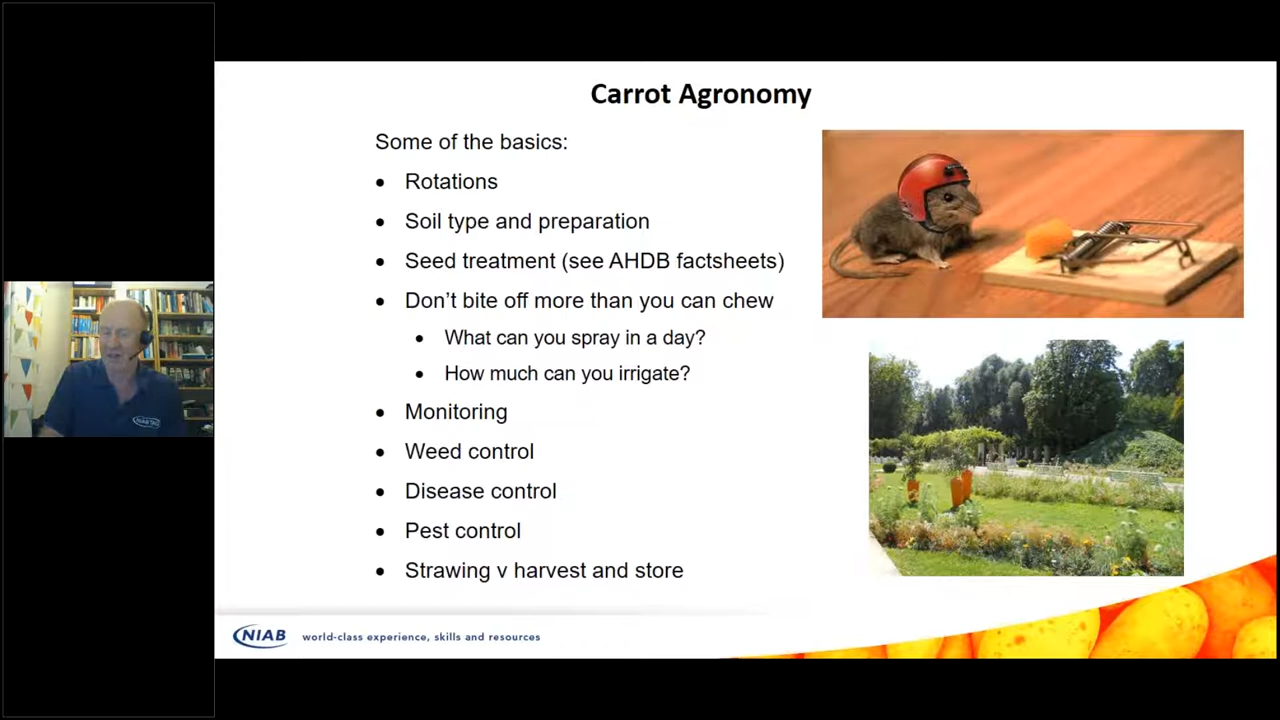 Carrot Agronomy
Some of the basics:
• Rotations
• Soil type and preparation
• Seed treatment (see AHDB factsheets)
• Don’t bite off more than you can chew
• What can you spray in a day?
• How much can you irrigate?
• Monitoring
• Weed control
• Disease control
• Pest control
• Strawing v harvest and store
NIAB world-class experience, skills and resources
NIAB TAG